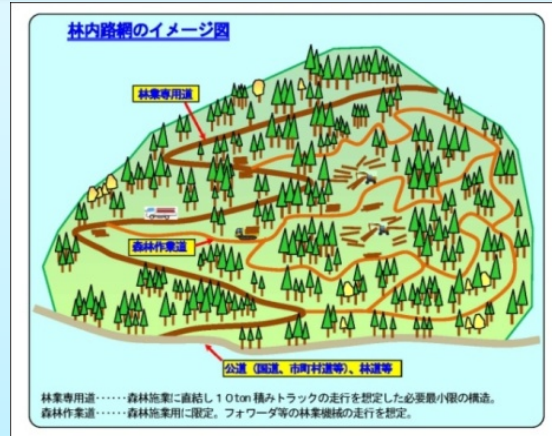 林内路網のイメージ図
林業専用道
森林作業道
公道（国道、市町村道等）、林道等
林業専用道‥‥‥森林施業に直結し１０ton 積みトラックの走行を想定した必要最小限の構造。
森林作業道‥‥‥森林施業用に限定。フォワーダ等の林業機械の走行を想定。